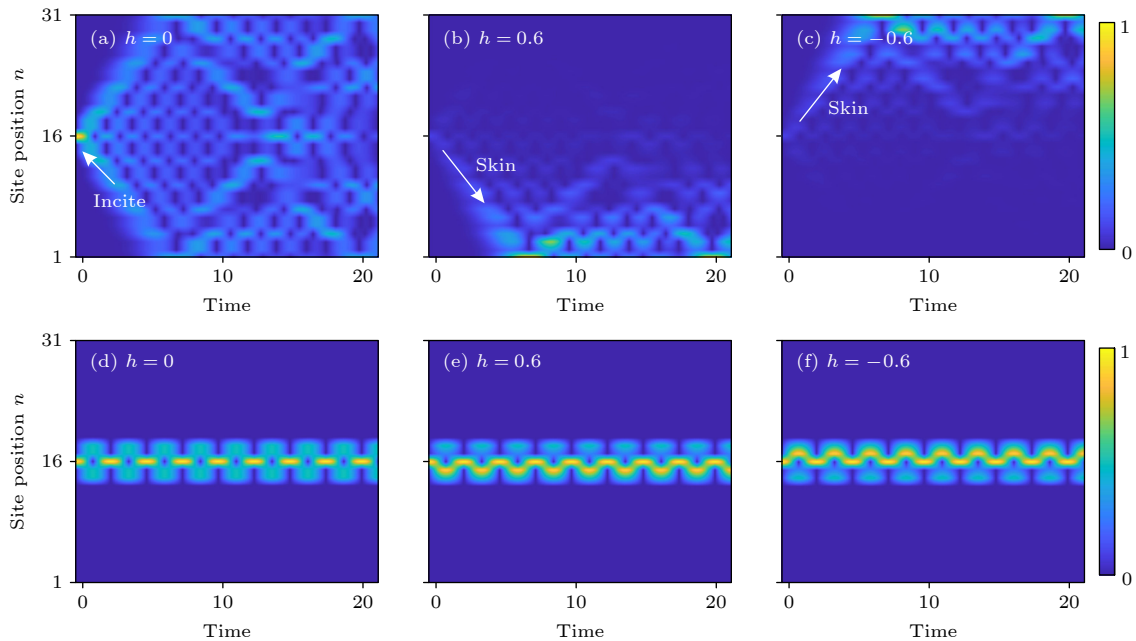 31
16
1
Site position n
(a) h = 0
Incite
0
10
20
Time
(b) h = 0.6
Skin
0
10
20
Time
(c) h = −0.6
Skin
0
10
20
Time
1
0
31
16
1
Site position n
(d) h = 0
0
10
20
Time
(e) h = 0.6
0
10
20
Time
(f) h = −0.6
0
10
20
Time
1
0